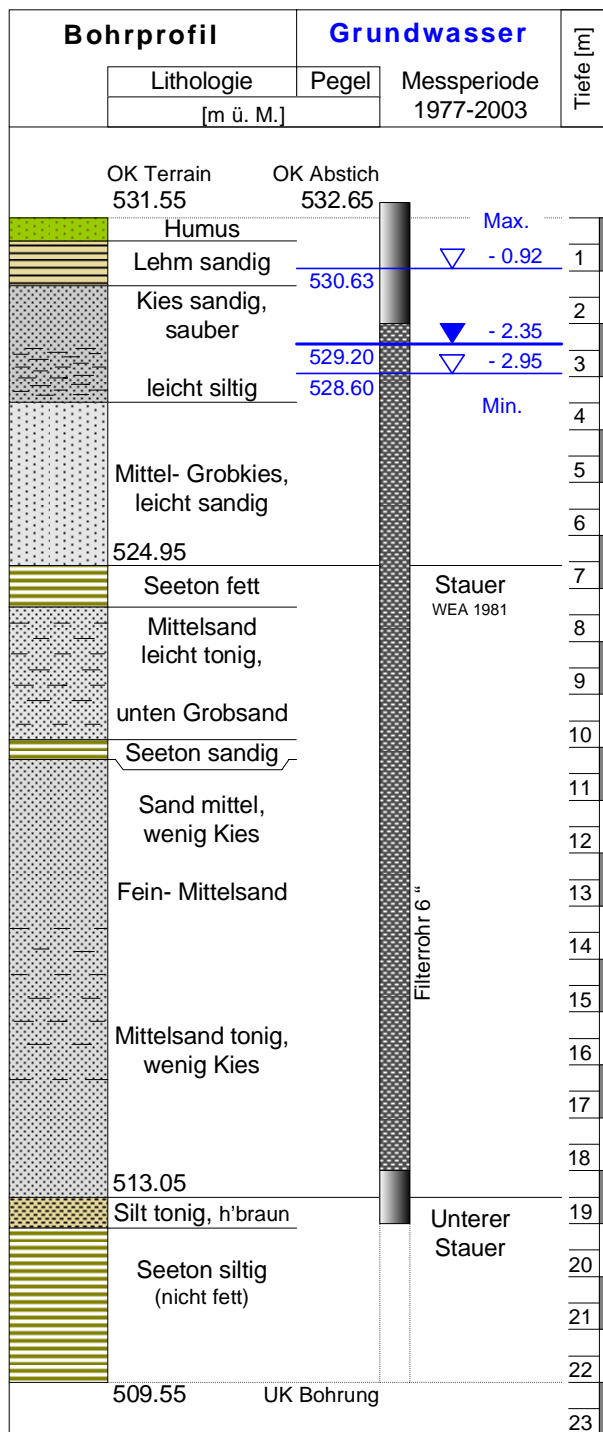 Bohrprofil
Grundwasser
Tiefe [m]
Lithologie
Pegel
Messperiode
1977-2003
[m ü. M.]
OK Terrain
531.55
OK Abstich
532.65
Humus
Max.
Lehm sandig
- 0.92
1
530.63
Kies sandig,
sauber
2
- 2.35
529.20
- 2.95
3
leicht siltig
528.60
Min.
4
Mittel- Grobkies,
leicht sandig
5
6
524.95
Seeton fett
Stauer
WEA 1981
7
Mittelsand
leicht tonig,
8
9
unten Grobsand
10
Seeton sandig
Sand mittel,
wenig Kies
11
12
Fein- Mittelsand
13
Filterrohr 6 “
14
15
Mittelsand tonig,
wenig Kies
16
17
18
513.05
Silt tonig, h'braun
Unterer
Stauer
19
Seeton siltig
(nicht fett)
20
21
22
509.55
UK Bohrung
23